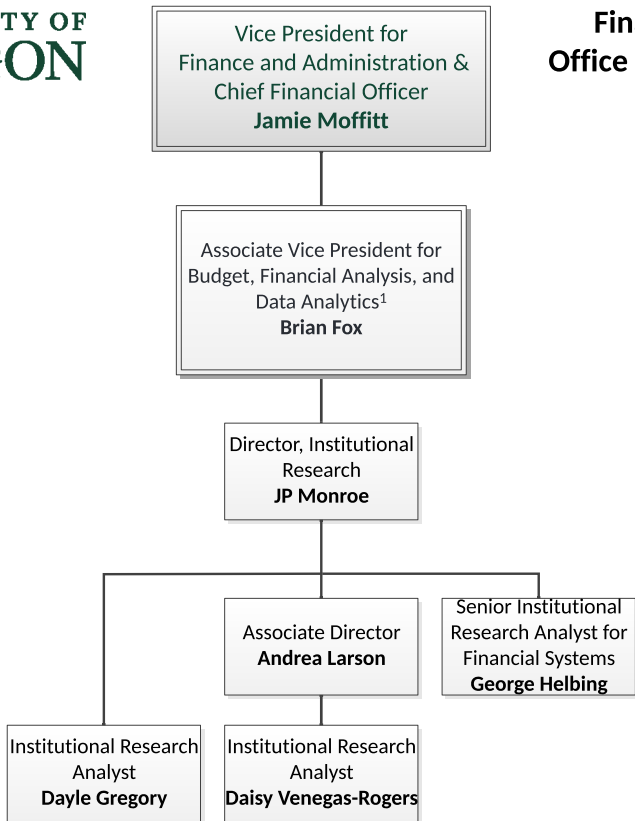 TY OF
GON
Fin
Office
Vice President for
Finance and Administration &
Chief Financial Officer
Jamie Moffitt
Associate Vice President for
Budget, Financial Analysis, and
Data Analytics¹
Brian Fox
Director, Institutional
Research
JP Monroe
Associate Director
Andrea Larson
Senior Institutional
Research Analyst for
Financial Systems
George Helbing
Institutional Research
Analyst
Dayle Gregory
Institutional Research
Analyst
Daisy Venegas-Rogers